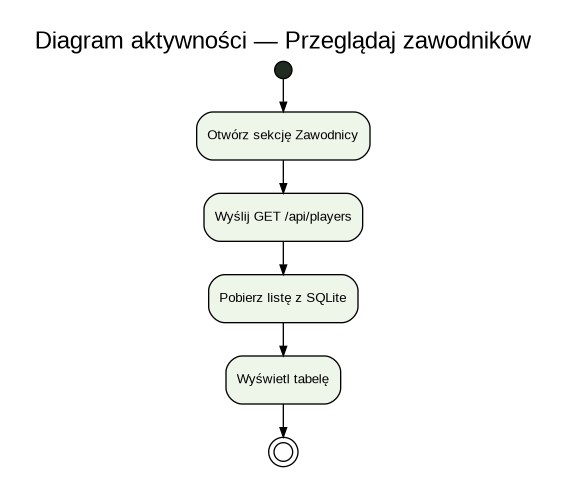 Diagram aktywności — Przeglądaj zawodników
Otwórz sekcję Zawodnicy
Wyślij GET /api/players
Pobierz listę z SQLite
Wyświetl tabelę